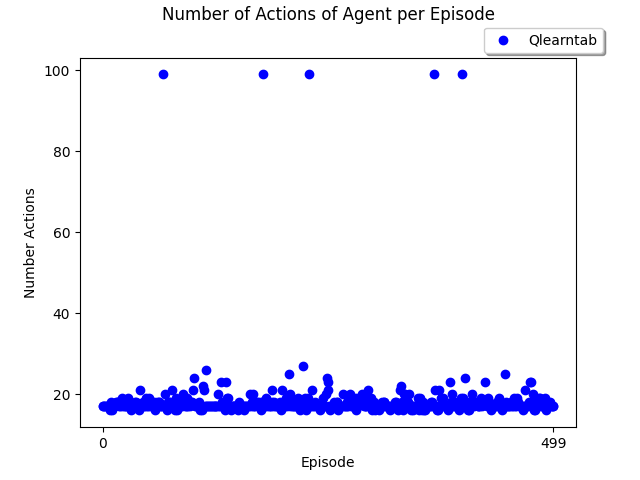 Number of Actions of Agent per Episode
Qlearntab
100
80
60
40
20
Number Actions
0
499
Episode